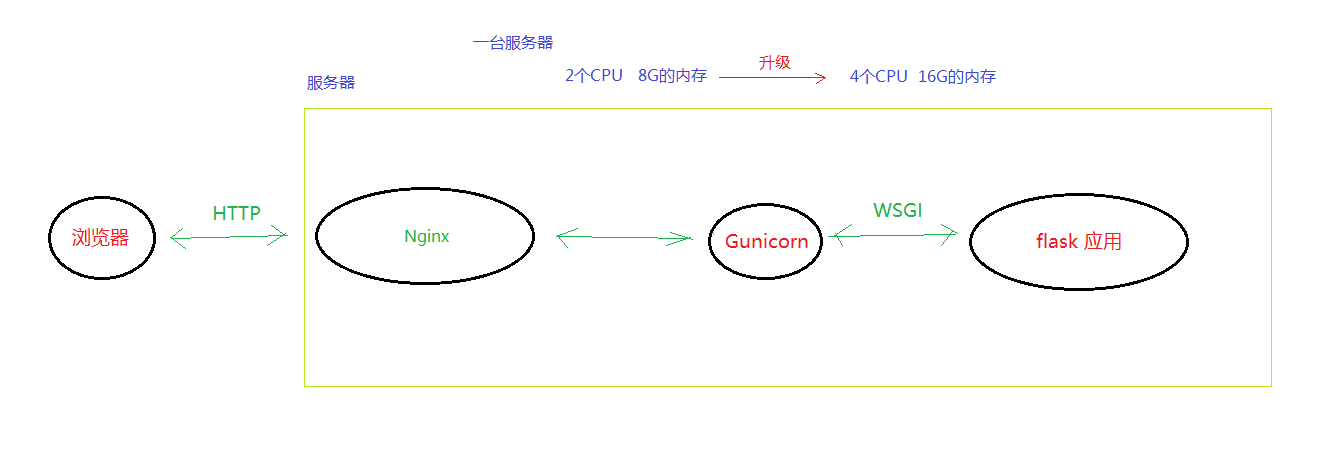 一台服务器
2个CPU 8G的内存 升级 4个CPU 16G的内存
服务器
HTTP WSGI
浏览器 Nginx Gunicorn flask 应用